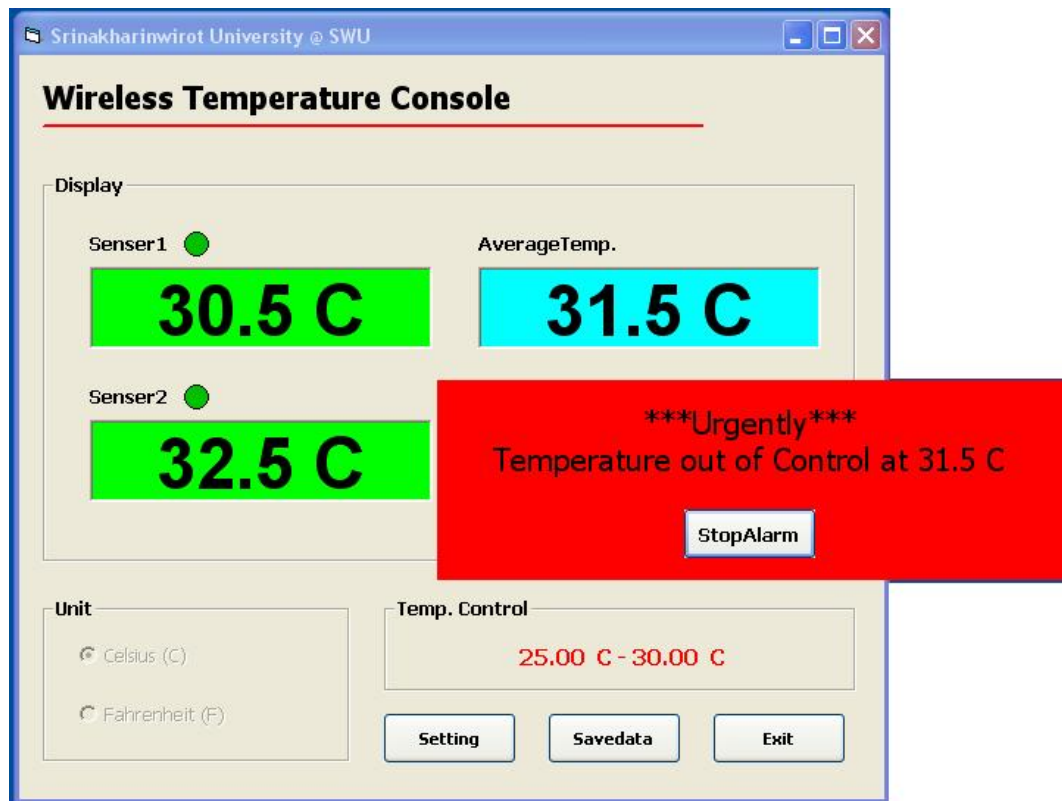 Srinakharinwirot University @ SWU
Wireless Temperature Console
Display
Senser1
AverageTemp.
30.5 C
31.5 C
Senser2
32.5 C
***Urgently***
Temperature out of Control at 31.5 C
StopAlarm
Unit
Celsius (C)
Fahrenheit (F)
Temp. Control
25.00 C - 30.00 C
Setting
Savedata
Exit